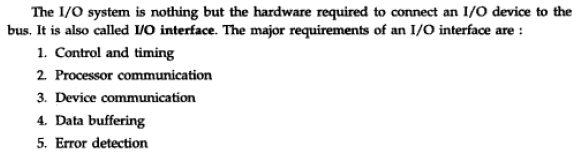 The I/O system is nothing but the hardware required to connect an I/O device to the
bus. It is also called I/O interface. The major requirements of an I/O interface are :
1. Control and timing
2. Processor communication
3. Device communication
4. Data buffering
5. Error detection